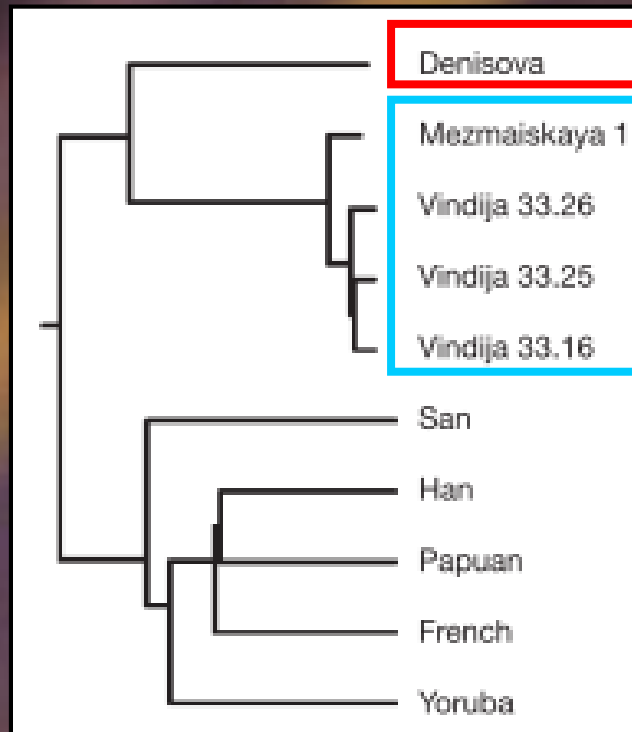 Denisova
Mezmaiskaya 1
Vindija 33.26
Vindija 33.25
Vindija 33.16
San
Han
Papuan
French
Yoruba